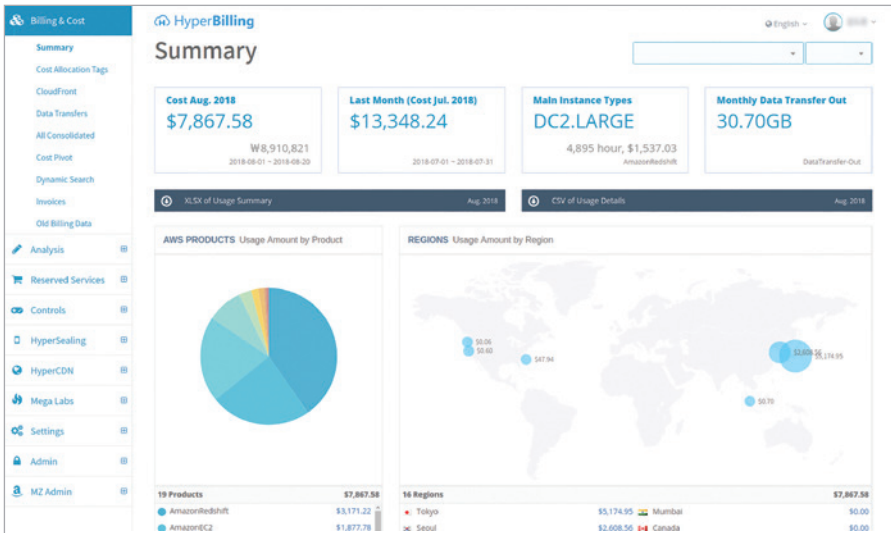 Billing & Cost
Summary
Cost Allocation Tags
CloudFront
Data Transfers
All Consolidated
Cost Pivot
Dynamic Search
Invoices
Old Billing Data
Analysis
Reserved Services
Controls
HyperSealing
HyperCDN
Mega Labs
Settings
Admin
MZ Admin
HyperBilling
English
Summary
Cost Aug. 2018
$7,867.58
₩8,910,821
2018-08-01 ~ 2018-08-20
Last Month (Cost Jul. 2018)
$13,348.24
2018-07-01 ~ 2018-07-31
Main Instance Types
DC2.LARGE
4,895 hour, $1,537.03
AmazonRedshift
Monthly Data Transfer Out
30.70GB
DataTransfer-Out
XLSX of Usage Summary Aug. 2018
CSV of Usage Details Aug. 2018
AWS PRODUCTS Usage Amount by Product
REGIONS Usage Amount by Region
$0.06
$0.60
$47.94
$2,608.56
$5,174.95
$0.70
19 Products $7,867.58
AmazonRedshift $3,171.22
AmazonEC2 $1,877.78
16 Regions $7,867.58
Tokyo $5,174.95 Mumbai $0.00
Seoul $2,608.56 Canada $0.00